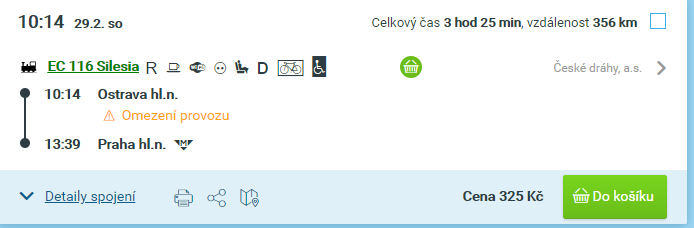 10:14 29.2. so Celkový čas 3 hod 25 min, vzdálenost 356 km
EC 116 Silesia R D České dráhy, a.s.
10:14 Ostrava hl.n.
Omezení provozu
13:39 Praha hl.n. M
Detaily spojení Cena 325 Kč Do košíku